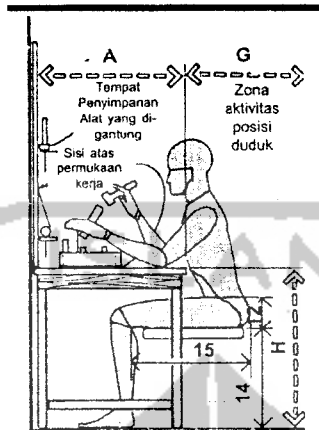 A
G
Tempat
Penyimpanan
Alat yang di-
gantung
Sisi atas
permukaan
kerja
Zona
aktivitas
posisi
duduk
15
14
H